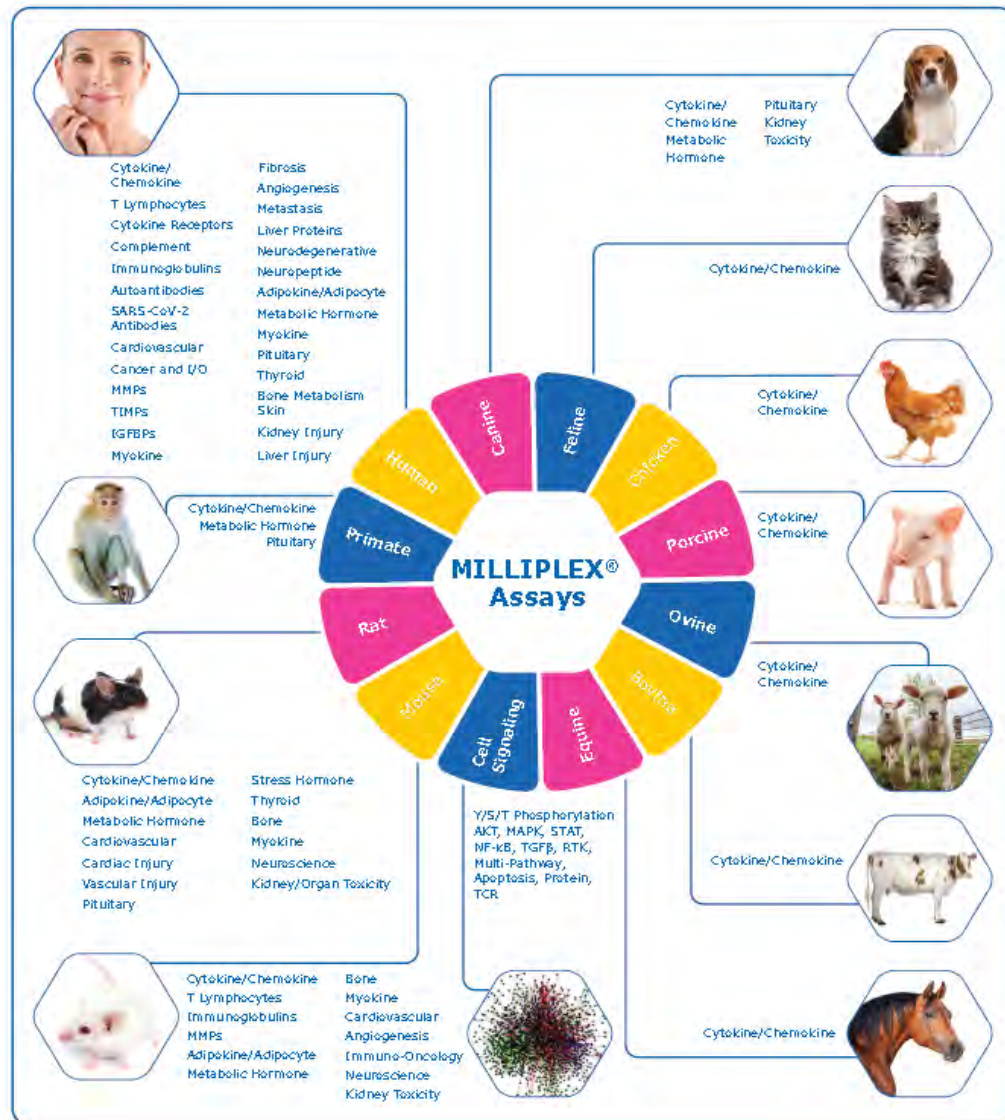 Cytokine/
Chemokine
T Lymphocytes
Cytokine Receptors
Complement
Immunoglobulins
Autoantibodies
SARS-CoV-2
Antibodies
Cardiovascular
Cancer and I/O
MMPs
TIMPs
IGFBPs
Myokine
Fibrosis
Angiogenesis
Metastasis
Liver Proteins
Neurodegenerative
Neuropeptide
Adipokine/Adipocyte
Metabolic Hormone
Myokine
Pituitary
Thyroid
Bone Metabolism
Skin
Kidney Injury
Liver Injury
Cytokine/
Chemokine
Metabolic
Hormone
Pituitary
Kidney
Toxicity
Cytokine/Chemokine
Cytokine/
Chemokine
Cytokine/
Chemokine
Cytokine/
Chemokine
Cytokine/Chemokine
Cytokine/Chemokine
Cytokine/Chemokine
Metabolic Hormone
Pituitary
MILLIPLEX®
Assays
Canine
Feline
Chicken
Porcine
Ovine
Bovine
Equine
Cell
Signaling
Mouse
Rat
Primate
Human
Cytokine/Chemokine
Adipokine/Adipocyte
Metabolic Hormone
Cardiovascular
Cardiac Injury
Vascular Injury
Pituitary
Stress Hormone
Thyroid
Bone
Myokine
Neuroscience
Kidney/Organ Toxicity
Y/S/T Phosphorylation
AKT, MAPK, STAT,
NF-κB, TGFβ, RTK,
Multi-Pathway,
Apoptosis, Protein,
TCR
Cytokine/Chemokine
T Lymphocytes
Immunoglobulins
MMPs
Adipokine/Adipocyte
Metabolic Hormone
Bone
Myokine
Cardiovascular
Angiogenesis
Immuno-Oncology
Neuroscience
Kidney Toxicity